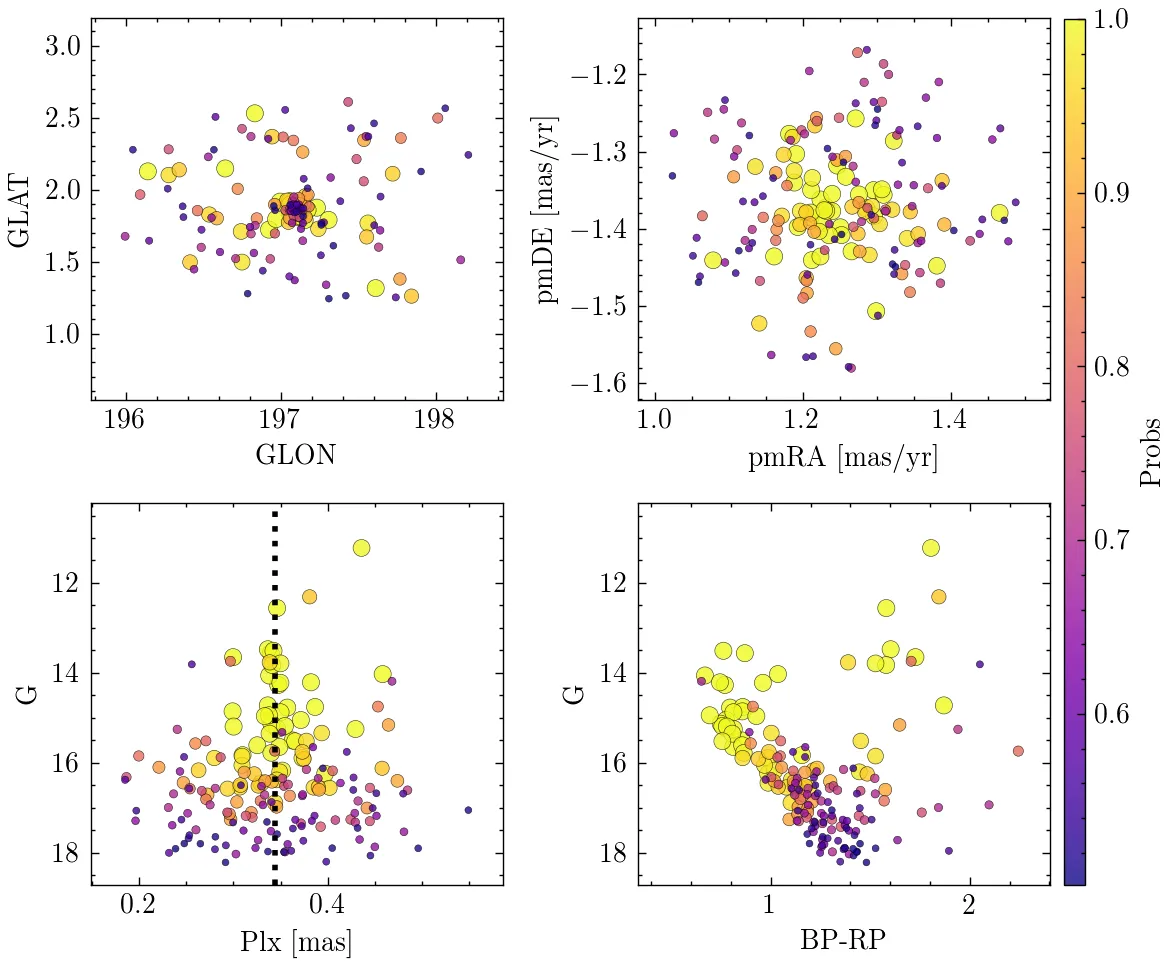 3.0
2.5
2.0
1.5
1.0
GLAT
196 197 198
GLON
−1.2
−1.3
−1.4
−1.5
−1.6
pmDE [mas/yr]
1.0 1.2 1.4
pmRA [mas/yr]
12
14
16
18
G
0.2 0.4
Plx [mas]
12
14
16
18
G
1 2
BP-RP
1.0
0.9
0.8
0.7
0.6
Probs